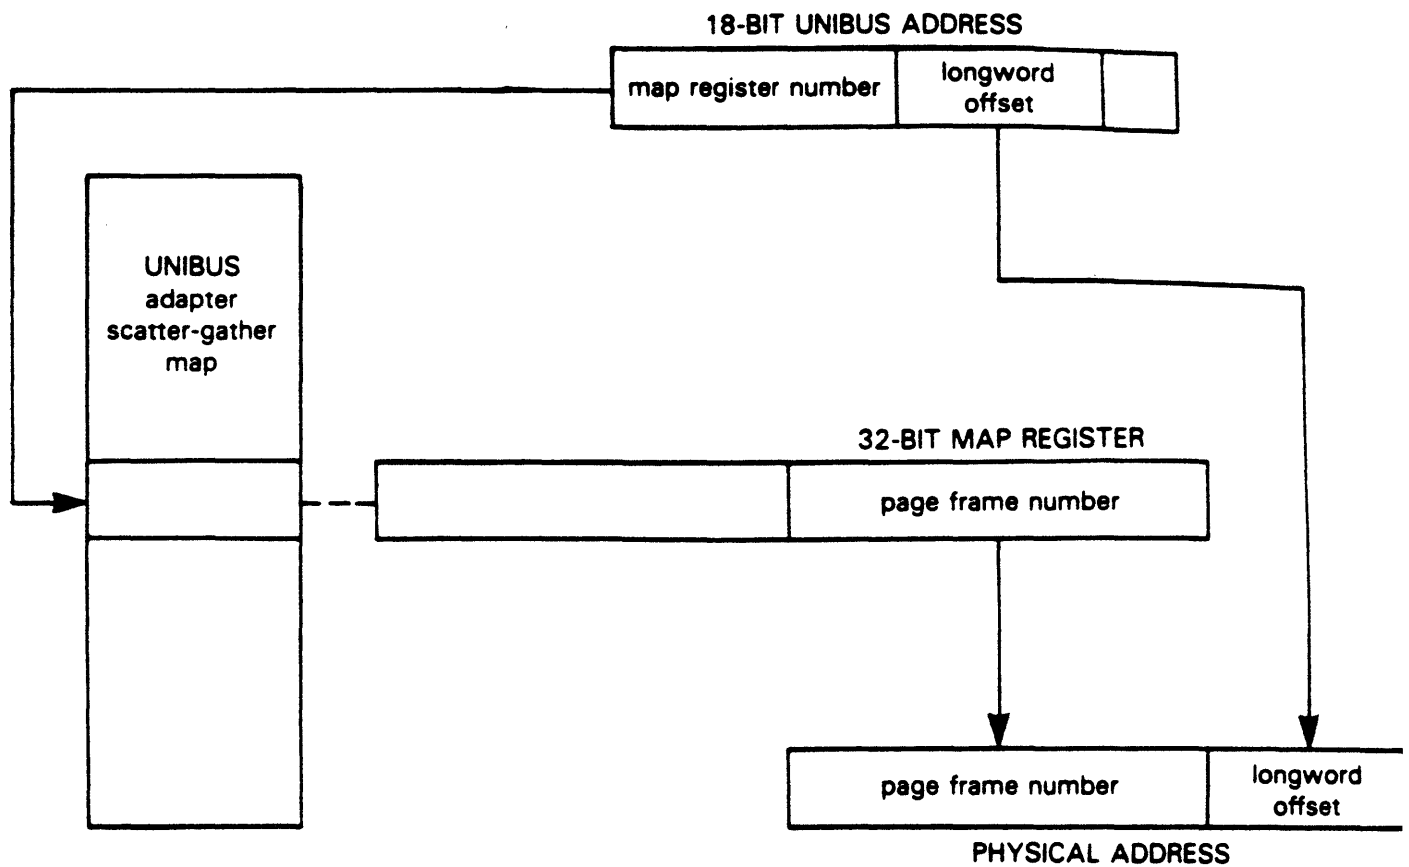 18-BIT UNIBUS ADDRESS
map register number
longword
offset
UNIBUS
adapter
scatter-gather
map
32-BIT MAP REGISTER
page frame number
page frame number
longword
offset
PHYSICAL ADDRESS